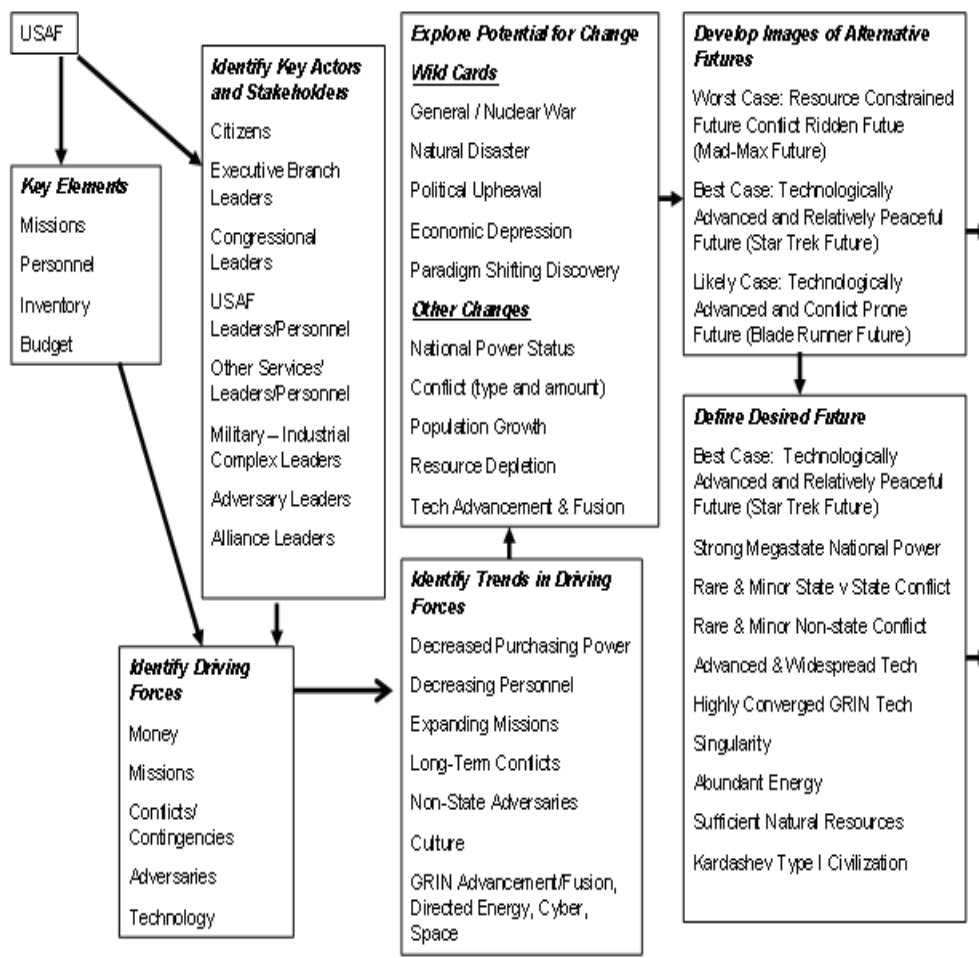 USAF
Key Elements
Missions
Personnel
Inventory
Budget
Identify Key Actors
and Stakeholders
Citizens
Executive Branch
Leaders
Congressional
Leaders
USAF
Leaders/Personnel
Other Services'
Leaders/Personnel
Military – Industrial
Complex Leaders
Adversary Leaders
Alliance Leaders
Identify Driving
Forces
Money
Missions
Conflicts/
Contingencies
Adversaries
Technology
Identify Trends in Driving
Forces
Decreased Purchasing Power
Decreasing Personnel
Expanding Missions
Long-Term Conflicts
Non-State Adversaries
Culture
GRIN Advancement/Fusion,
Directed Energy, Cyber,
Space
Explore Potential for Change
Wild Cards
General / Nuclear War
Natural Disaster
Political Upheaval
Economic Depression
Paradigm Shifting Discovery
Other Changes
National Power Status
Conflict (type and amount)
Population Growth
Resource Depletion
Tech Advancement & Fusion
Develop Images of Alternative
Futures
Worst Case: Resource Constrained
Future Conflict Ridden Futue
(Mad-Max Future)
Best Case: Technologically
Advanced and Relatively Peaceful
Future (Star Trek Future)
Likely Case: Technologically
Advanced and Conflict Prone
Future (Blade Runner Future)
Define Desired Future
Best Case: Technologically
Advanced and Relatively Peaceful
Future (Star Trek Future)
Strong Megastate National Power
Rare & Minor State v State Conflict
Rare & Minor Non-state Conflict
Advanced & Widespread Tech
Highly Converged GRIN Tech
Singularity
Abundant Energy
Sufficient Natural Resources
Kardashev Type I Civilization